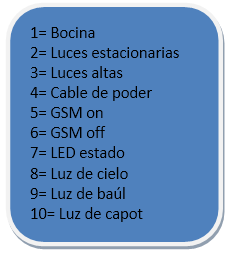 1= Bocina
2= Luces estacionarias
3= Luces altas
4= Cable de poder
5= GSM on
6= GSM off
7= LED estado
8= Luz de cielo
9= Luz de baúl
10= Luz de capot